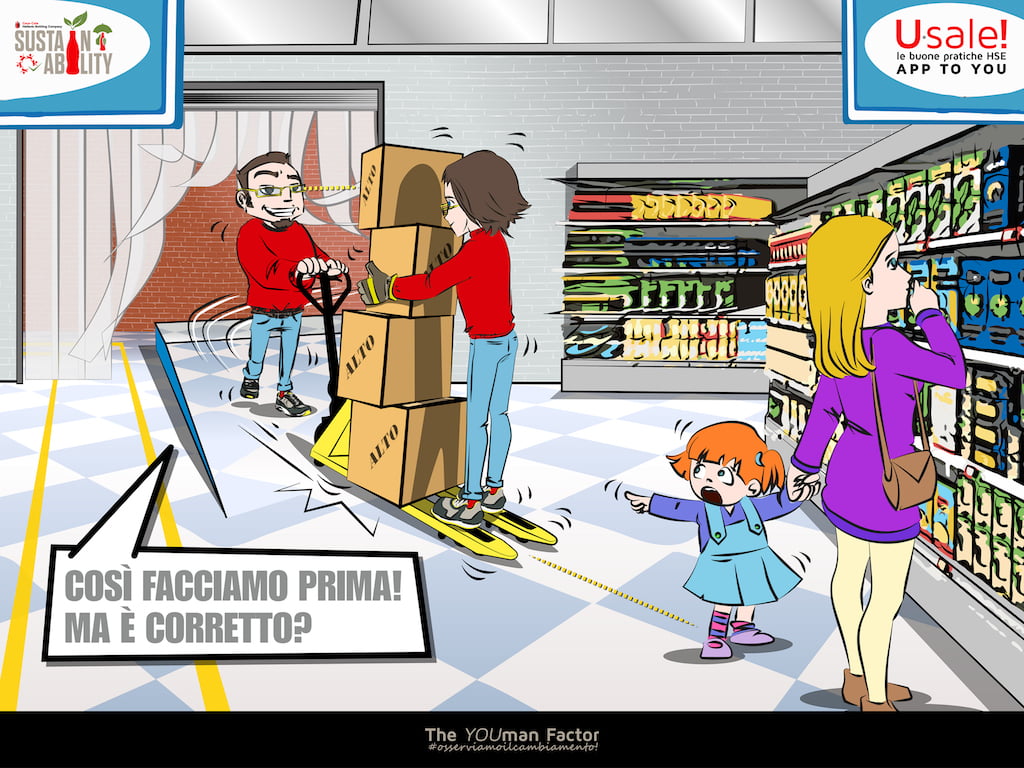 Coca-Cola
Hellenic Bottling Company
SUSTAIN
ABILITY
U·sale!
le buone pratiche HSE
APP TO YOU
ALTO
ALTO
ALTO
ALTO
COSÌ FACCIAMO PRIMA!
MA È CORRETTO?
The YOUman Factor
#osserviamoilcambiamento!